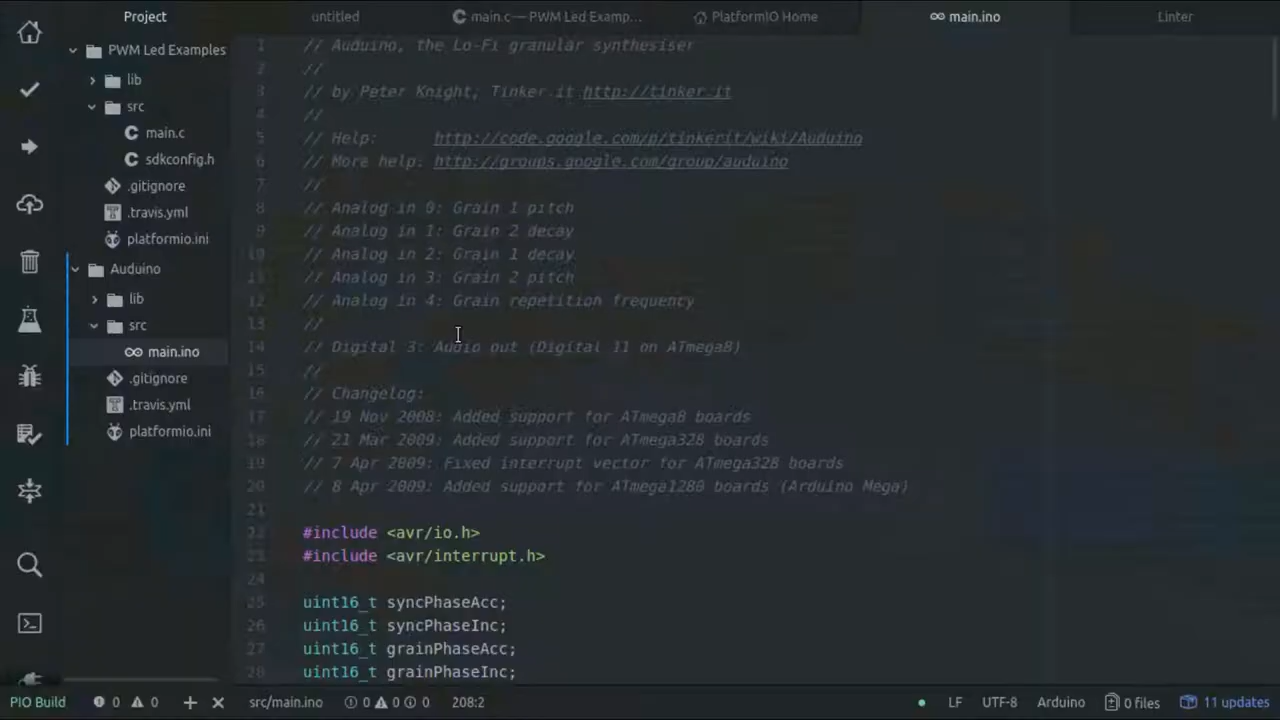 Project
untitled
main.c — PWM Led Examp...
PlatformIO Home
main.ino
Linter
PWM Led Examples
lib
src
main.c
sdkconfig.h
.gitignore
.travis.yml
platformio.ini
Auduino
lib
src
main.ino
.gitignore
.travis.yml
platformio.ini
1 // Auduino, the Lo-Fi granular synthesiser
2 //
3 // by Peter Knight, Tinker.it http://tinker.it
4 //
5 // Help: http://code.google.com/p/tinkerit/wiki/Auduino
6 // More help: http://groups.google.com/group/auduino
7 //
8 // Analog in 0: Grain 1 pitch
9 // Analog in 1: Grain 2 decay
10 // Analog in 2: Grain 1 decay
11 // Analog in 3: Grain 2 pitch
12 // Analog in 4: Grain repetition frequency
13 //
14 // Digital 3: Audio out (Digital 11 on ATmega8)
15 //
16 // Changelog:
17 // 19 Nov 2008: Added support for ATmega8 boards
18 // 21 Mar 2009: Added support for ATmega328 boards
19 // 7 Apr 2009: Fixed interrupt vector for ATmega328 boards
20 // 8 Apr 2009: Added support for ATmega1280 boards (Arduino Mega)
21
22 #include <avr/io.h>
23 #include <avr/interrupt.h>
24
25 uint16_t syncPhaseAcc;
26 uint16_t syncPhaseInc;
27 uint16_t grainPhaseAcc;
28 uint16_t grainPhaseInc;
PIO Build 0 0 src/main.ino 0 0 0 208:2 LF UTF-8 Arduino 0 files 11 updates